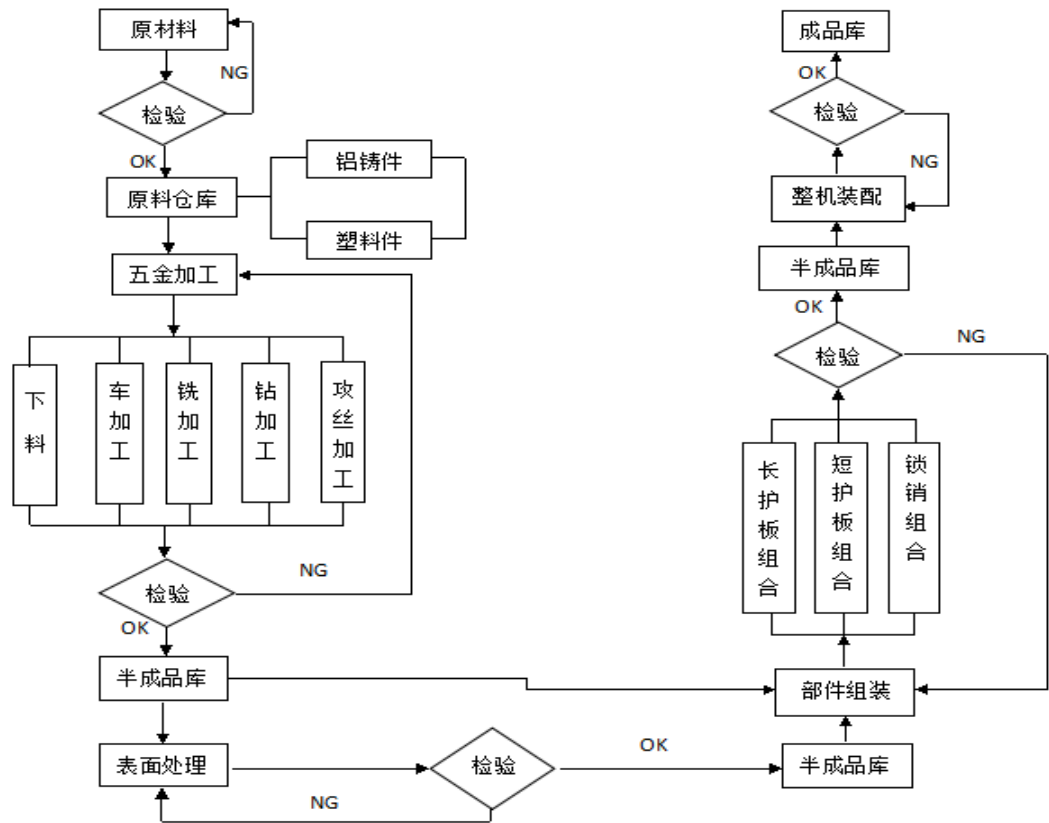 原材料
NG
检验
OK
原料仓库
铝铸件
塑料件
五金加工
下料
车加工
铣加工
钻加工
攻丝加工
检验
NG
OK
半成品库
表面处理
检验
NG
OK
半成品库
部件组装
长护板组合
短护板组合
锁销组合
检验
NG
OK
半成品库
整机装配
检验
NG
OK
成品库